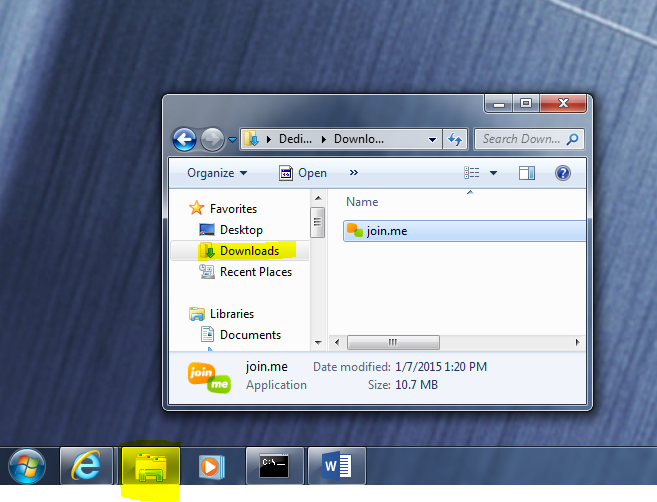 Dedi... Downlo...
Search Down...
Organize Open »
Favorites
Desktop
Downloads
Recent Places
Libraries
Documents
Name
join.me
join.me Date modified: 1/7/2015 1:20 PM
Application Size: 10.7 MB
join me
C:\_
W